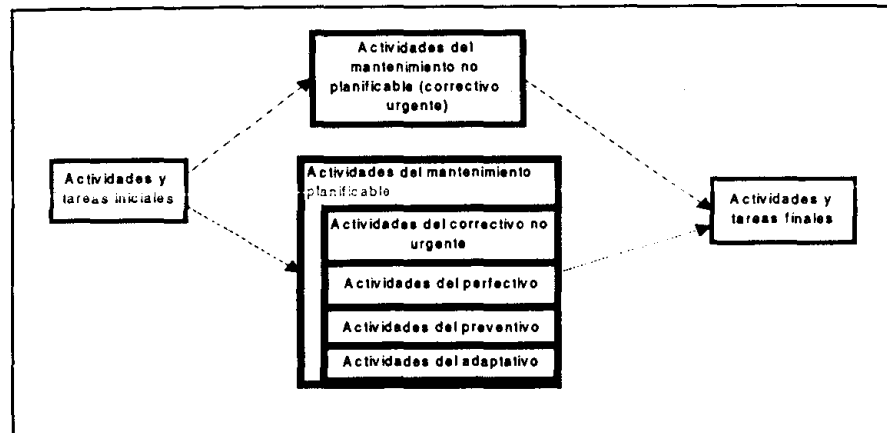 Actividades del
mantenimiento no
planificable (correctivo
urgente)
Actividades y
tareas iniciales
Actividades del mantenimiento
planificable
Actividades del correctivo no
urgente
Actividades del perfectivo
Actividades del preventivo
Actividades del adaptativo
Actividades y
tareas finales